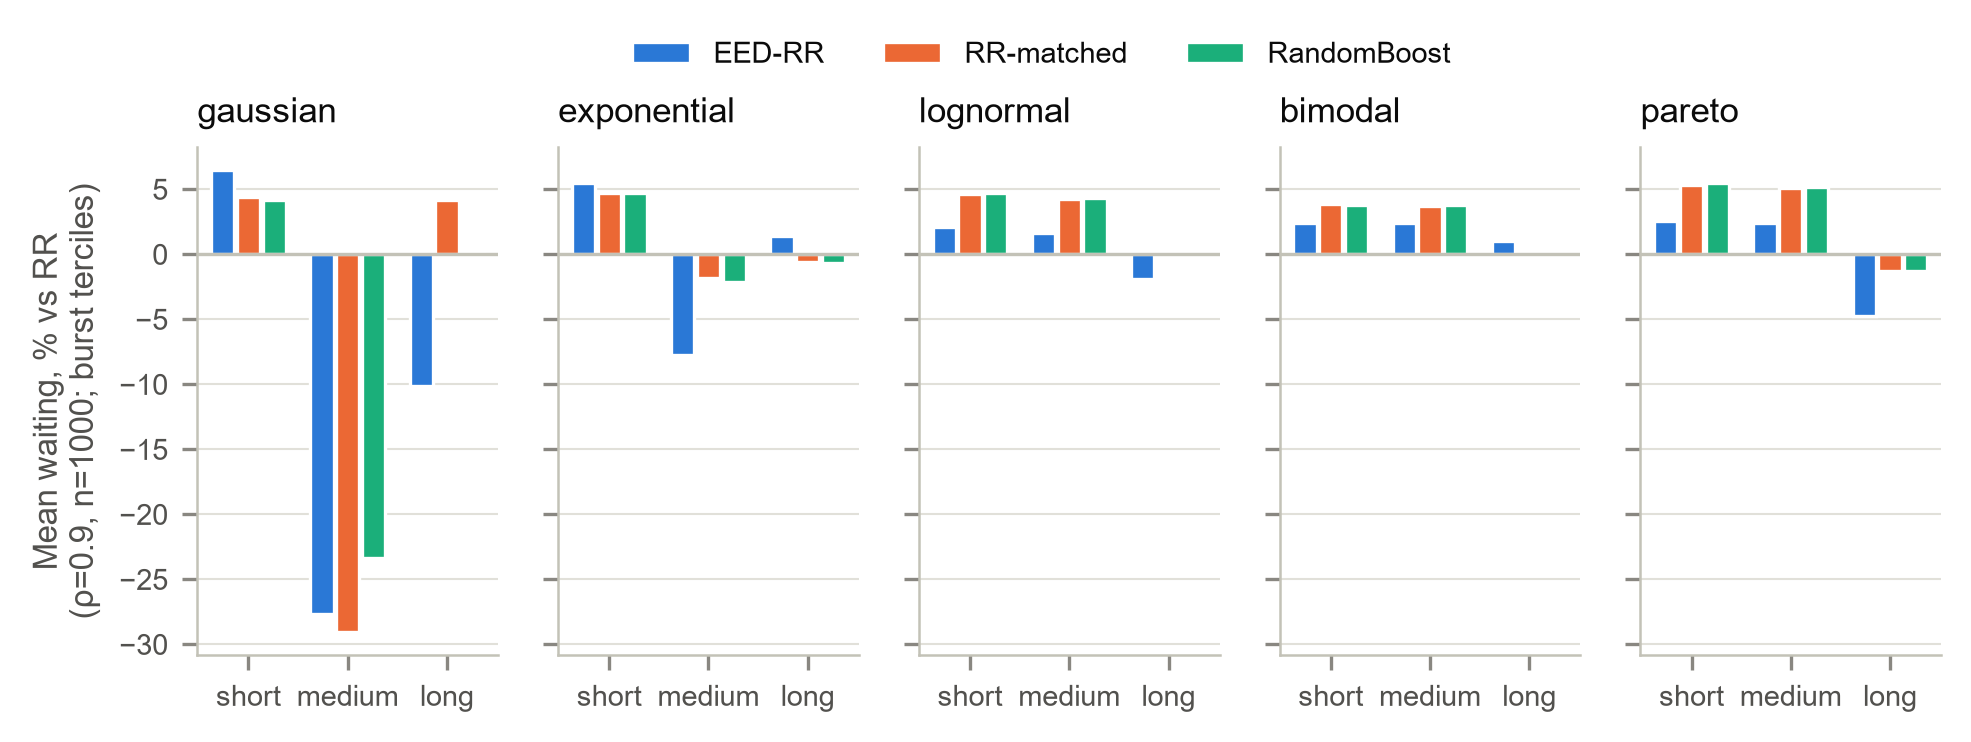 EED-RR RR-matched RandomBoost
gaussian exponential lognormal bimodal pareto
Mean waiting, % vs RR
(ρ=0.9, n=1000; burst terciles)
5
0
−5
−10
−15
−20
−25
−30
short medium long short medium long short medium long short medium long short medium long